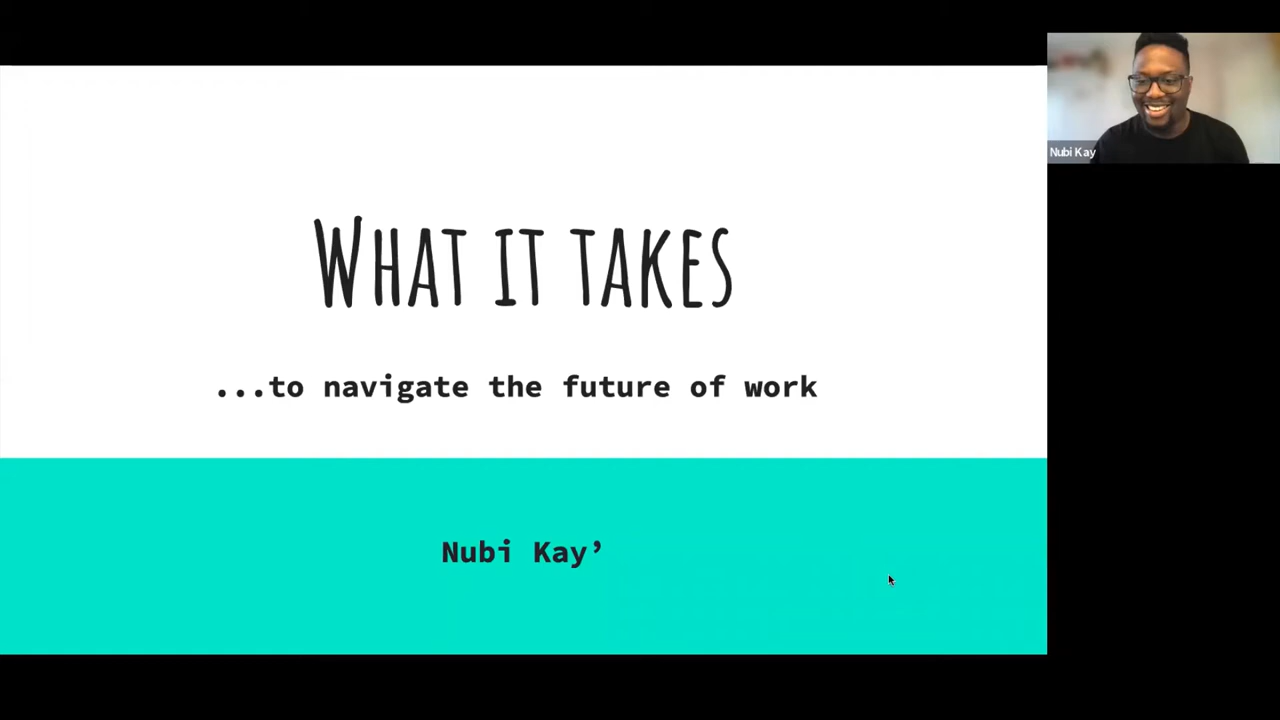 WHAT IT TAKES
...to navigate the future of work
Nubi Kay’
Nubi Kay